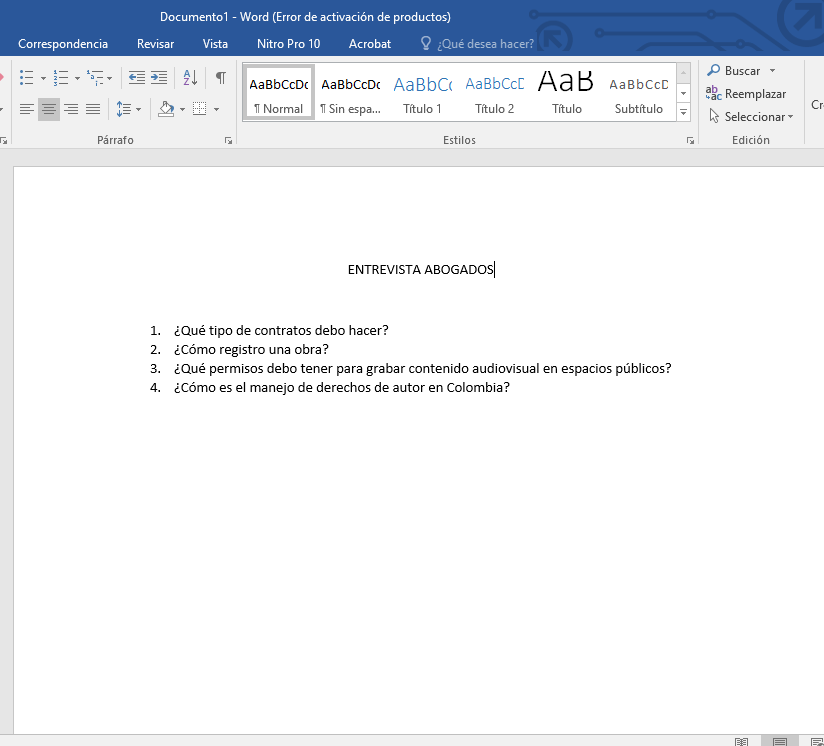 Documento1 - Word (Error de activación de productos)
Correspondencia Revisar Vista Nitro Pro 10 Acrobat ¿Qué desea hacer?
AaBbCcDc AaBbCcDc AaBbCc AaBbCcD AaB AaBbCcD
¶ Normal ¶ Sin espa... Título 1 Título 2 Título Subtítulo
Buscar
Reemplazar
Seleccionar
Párrafo Estilos Edición
ENTREVISTA ABOGADOS
1. ¿Qué tipo de contratos debo hacer?
2. ¿Cómo registro una obra?
3. ¿Qué permisos debo tener para grabar contenido audiovisual en espacios públicos?
4. ¿Cómo es el manejo de derechos de autor en Colombia?